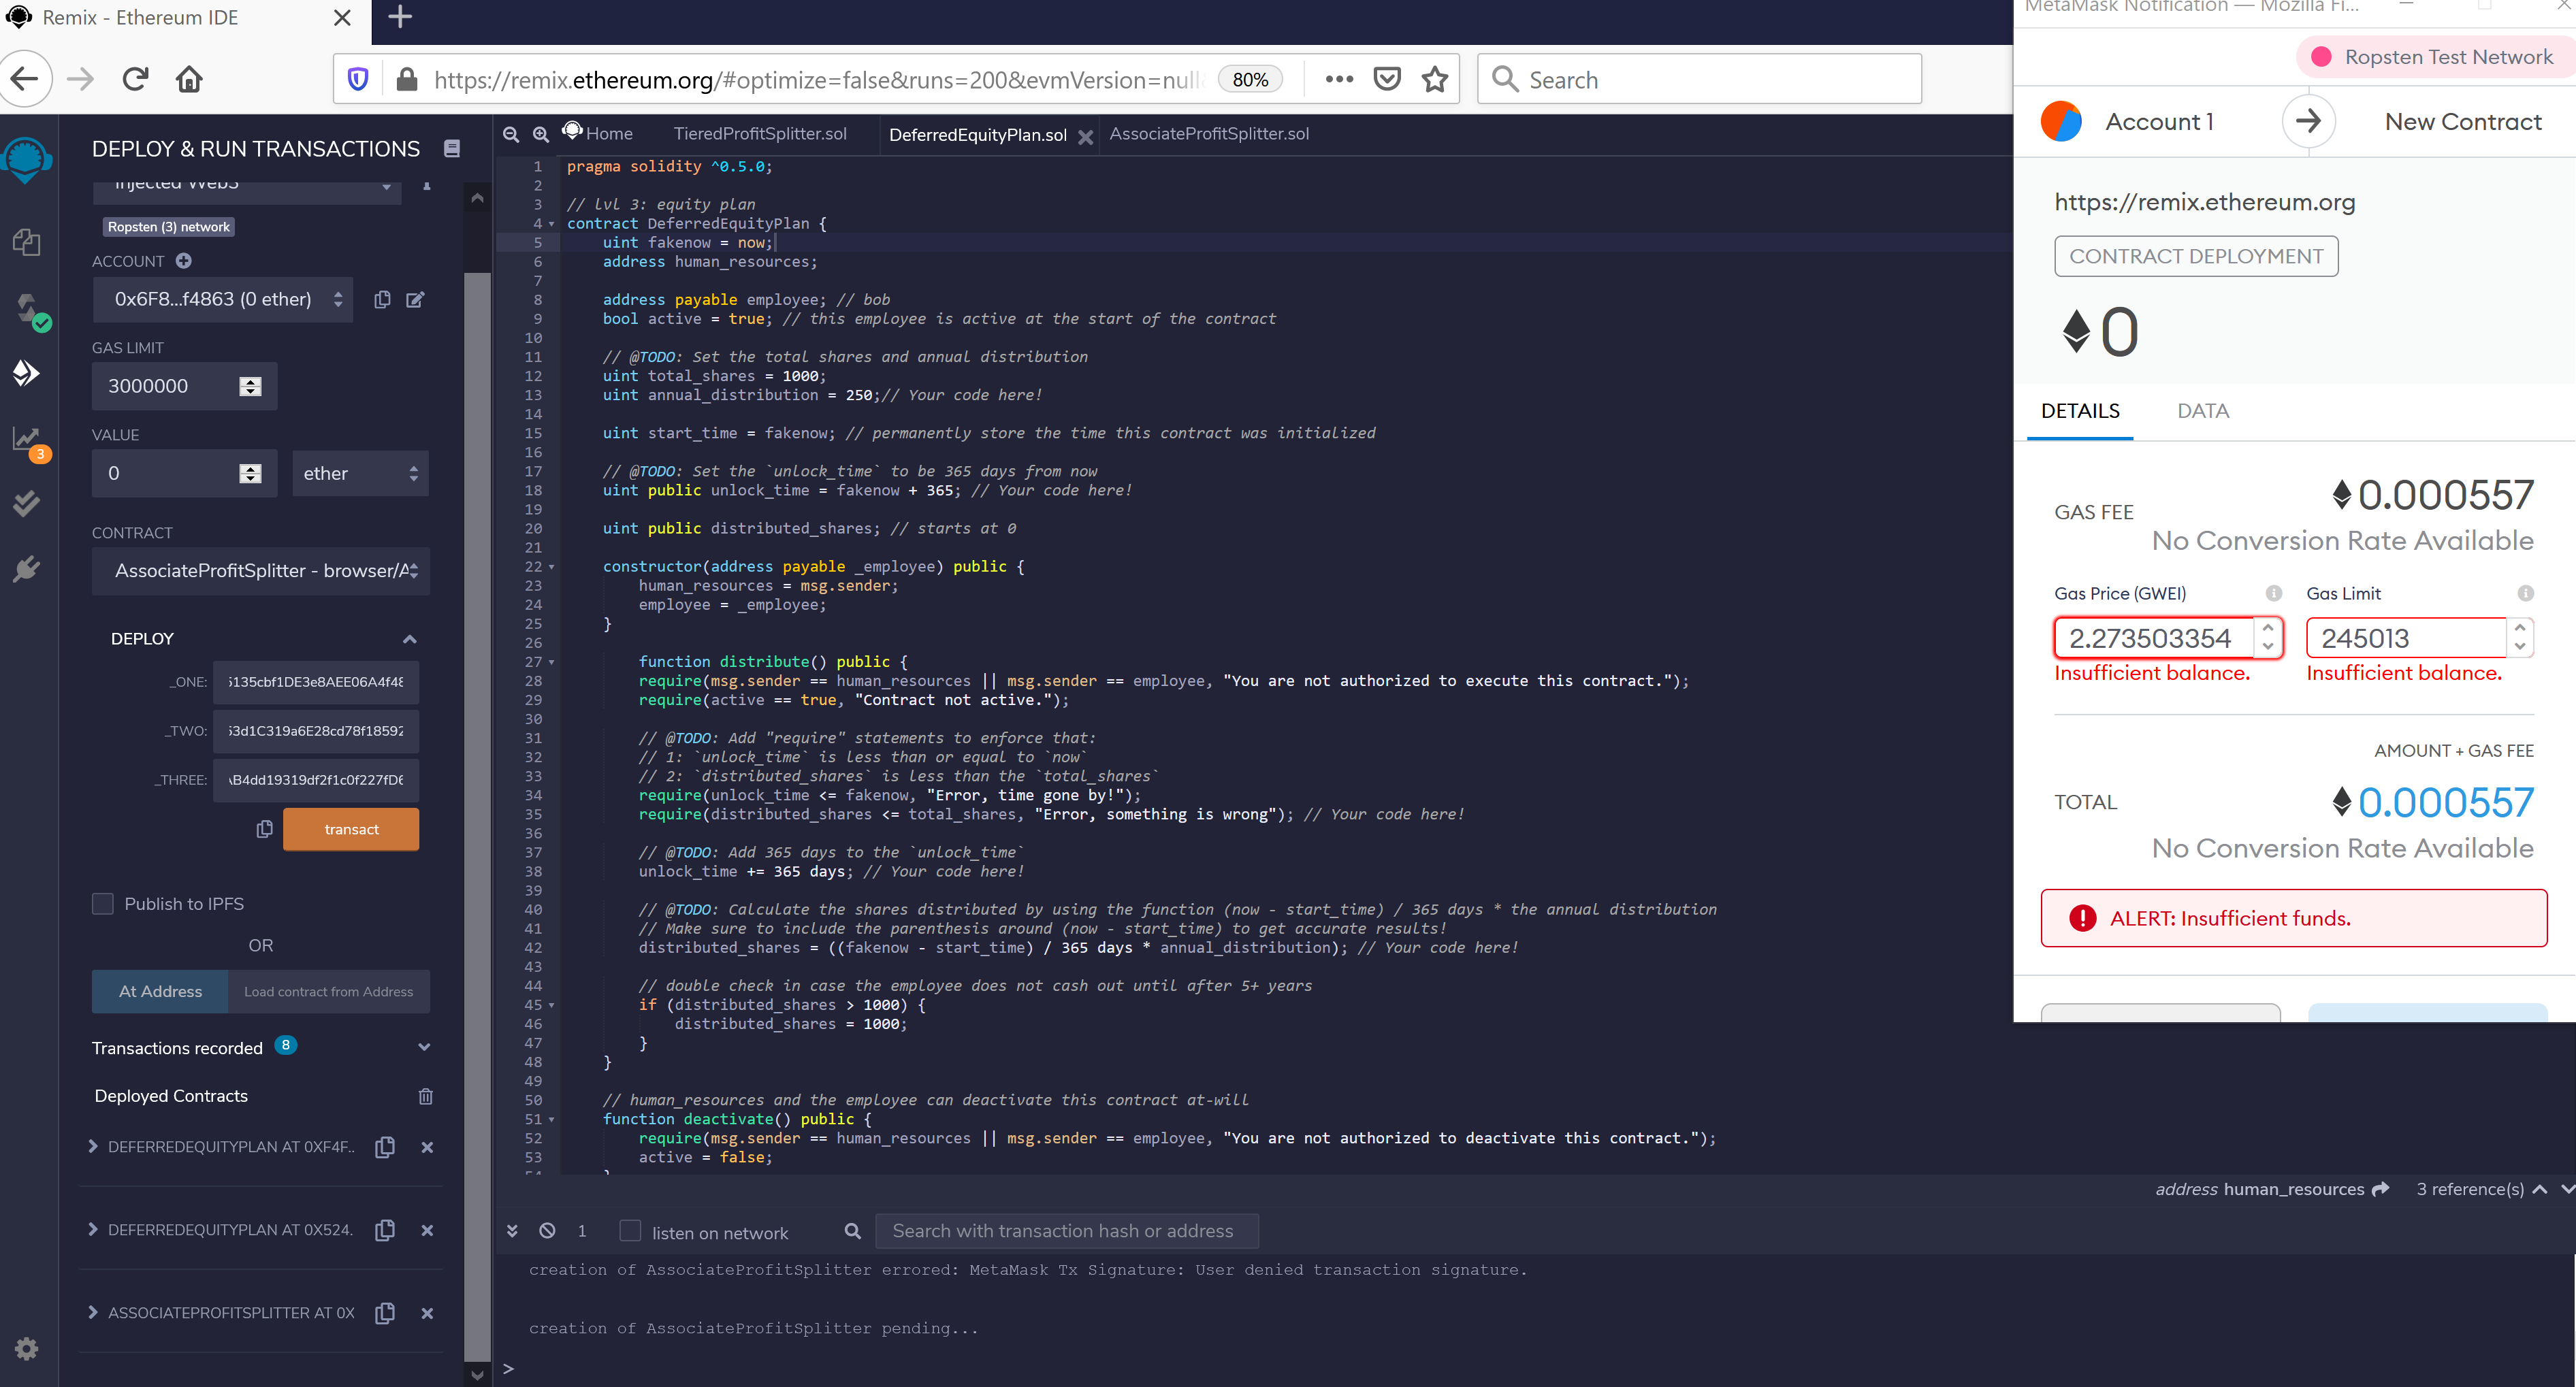 Remix - Ethereum IDE
https://remix.ethereum.org/#optimize=false&runs=200&evmVersion=null
80%
Search
DEPLOY & RUN TRANSACTIONS
Injected Web3
Ropsten (3) network
ACCOUNT
0x6F8...f4863 (0 ether)
GAS LIMIT
3000000
VALUE
0
ether
CONTRACT
AssociateProfitSplitter - browser/A
DEPLOY
_ONE:
5135cbf1DE3e8AEE06A4f48
_TWO:
53d1C319a6E28cd78f18592
_THREE:
B4dd19319df2f1c0f227fD6
transact
Publish to IPFS
OR
At Address
Load contract from Address
Transactions recorded 8
Deployed Contracts
DEFERREDEQUITYPLAN AT 0XF4F..
DEFERREDEQUITYPLAN AT 0X524.
ASSOCIATEPROFITSPLITTER AT 0X
3
Home
TieredProfitSplitter.sol
DeferredEquityPlan.sol
AssociateProfitSplitter.sol
1 pragma solidity ^0.5.0;
2
3 // lvl 3: equity plan
4 contract DeferredEquityPlan {
5 uint fakenow = now;
6 address human_resources;
7
8 address payable employee; // bob
9 bool active = true; // this employee is active at the start of the contract
10
11 // @TODO: Set the total shares and annual distribution
12 uint total_shares = 1000;
13 uint annual_distribution = 250;// Your code here!
14
15 uint start_time = fakenow; // permanently store the time this contract was initialized
16
17 // @TODO: Set the `unlock_time` to be 365 days from now
18 uint public unlock_time = fakenow + 365; // Your code here!
19
20 uint public distributed_shares; // starts at 0
21
22 constructor(address payable _employee) public {
23 human_resources = msg.sender;
24 employee = _employee;
25 }
26
27 function distribute() public {
28 require(msg.sender == human_resources || msg.sender == employee, "You are not authorized to execute this contract.");
29 require(active == true, "Contract not active.");
30
31 // @TODO: Add "require" statements to enforce that:
32 // 1: `unlock_time` is less than or equal to `now`
33 // 2: `distributed_shares` is less than the `total_shares`
34 require(unlock_time <= fakenow, "Error, time gone by!");
35 require(distributed_shares <= total_shares, "Error, something is wrong"); // Your code here!
36
37 // @TODO: Add 365 days to the `unlock_time`
38 unlock_time += 365 days; // Your code here!
39
40 // @TODO: Calculate the shares distributed by using the function (now - start_time) / 365 days * the annual distribution
41 // Make sure to include the parenthesis around (now - start_time) to get accurate results!
42 distributed_shares = ((fakenow - start_time) / 365 days * annual_distribution); // Your code here!
43
44 // double check in case the employee does not cash out until after 5+ years
45 if (distributed_shares > 1000) {
46 distributed_shares = 1000;
47 }
48 }
49
50 // human_resources and the employee can deactivate this contract at-will
51 function deactivate() public {
52 require(msg.sender == human_resources || msg.sender == employee, "You are not authorized to deactivate this contract.");
53 active = false;
54 }
address human_resources 3 reference(s)
1
listen on network
Search with transaction hash or address
creation of AssociateProfitSplitter errored: MetaMask Tx Signature: User denied transaction signature.
creation of AssociateProfitSplitter pending...
>
MetaMask Notification — Mozilla Fi...
Ropsten Test Network
Account 1
New Contract
https://remix.ethereum.org
CONTRACT DEPLOYMENT
0
DETAILS
DATA
GAS FEE
0.000557
No Conversion Rate Available
Gas Price (GWEI)
Gas Limit
2.273503354
245013
Insufficient balance.
Insufficient balance.
AMOUNT + GAS FEE
TOTAL
0.000557
No Conversion Rate Available
ALERT: Insufficient funds.